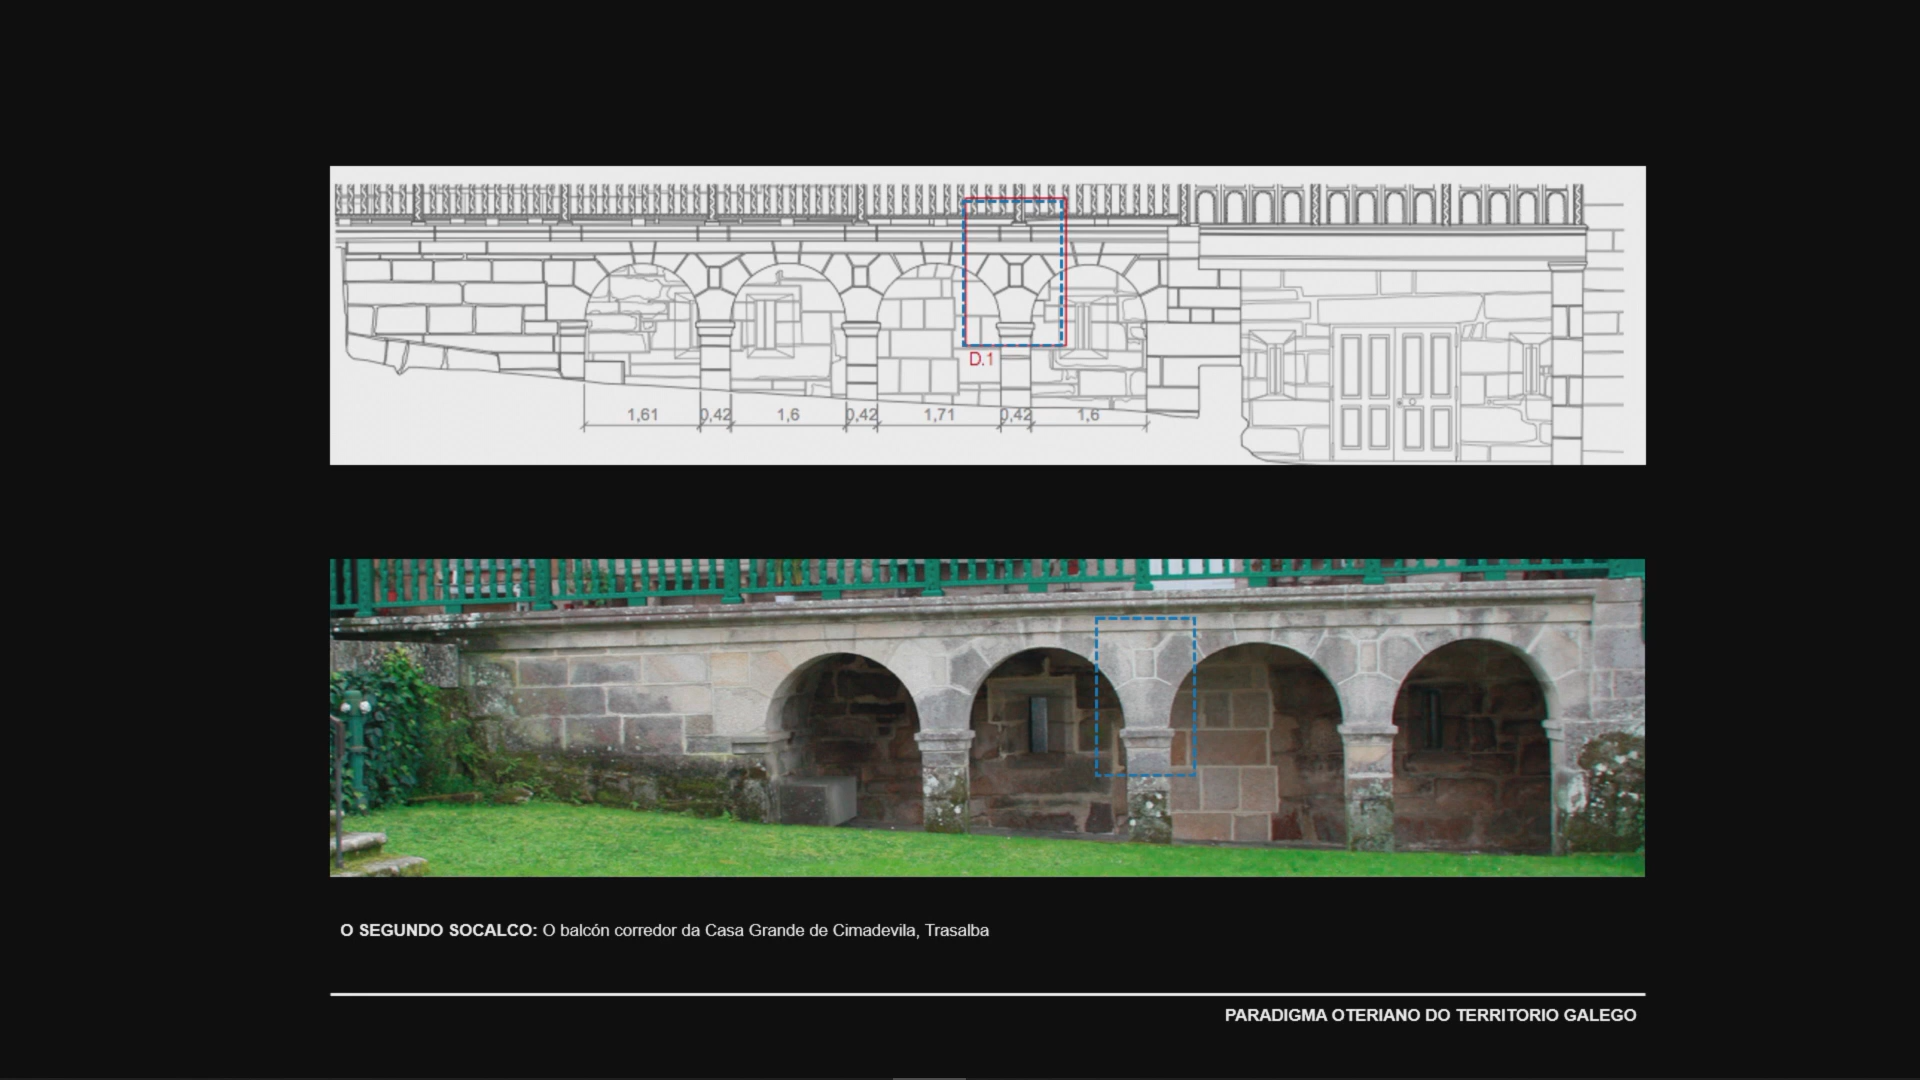 D.1
1,61 0,42 1,6 0,42 1,71 0,42 1,6
O SEGUNDO SOCALCO: O balcón corredor da Casa Grande de Cimadevila, Trasalba
PARADIGMA OTERIANO DO TERRITORIO GALEGO